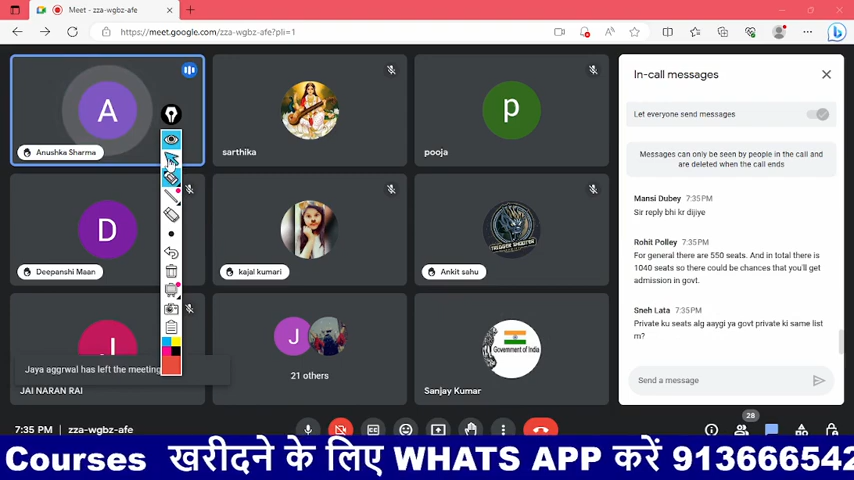 Meet - zza-wgbz-afe
https://meet.google.com/zza-wgbz-afe?pli=1
A
Anushka Sharma
sarthika
p
pooja
D
Deepanshi Maan
kajal kumari
TRIGGER SHOOTER
Ankit sahu
JAI NARAN RAI
Jaya aggrwal has left the meeting
J
21 others
Government of India
Sanjay Kumar
In-call messages
Let everyone send messages
Messages can only be seen by people in the call and
are deleted when the call ends
Mansi Dubey 7:35 PM
Sir reply bhi kr dijiye
Rohit Polley 7:35 PM
For general there are 550 seats. And in total there is
1040 seats so there could be chances that you'll get
admission in govt.
Sneh Lata 7:35 PM
Private ku seats alg aaygi ya govt private ki same list
m?
Send a message
7:35 PM | zza-wgbz-afe
28
Courses खरीदने के लिए WHATS APP करें 913666542